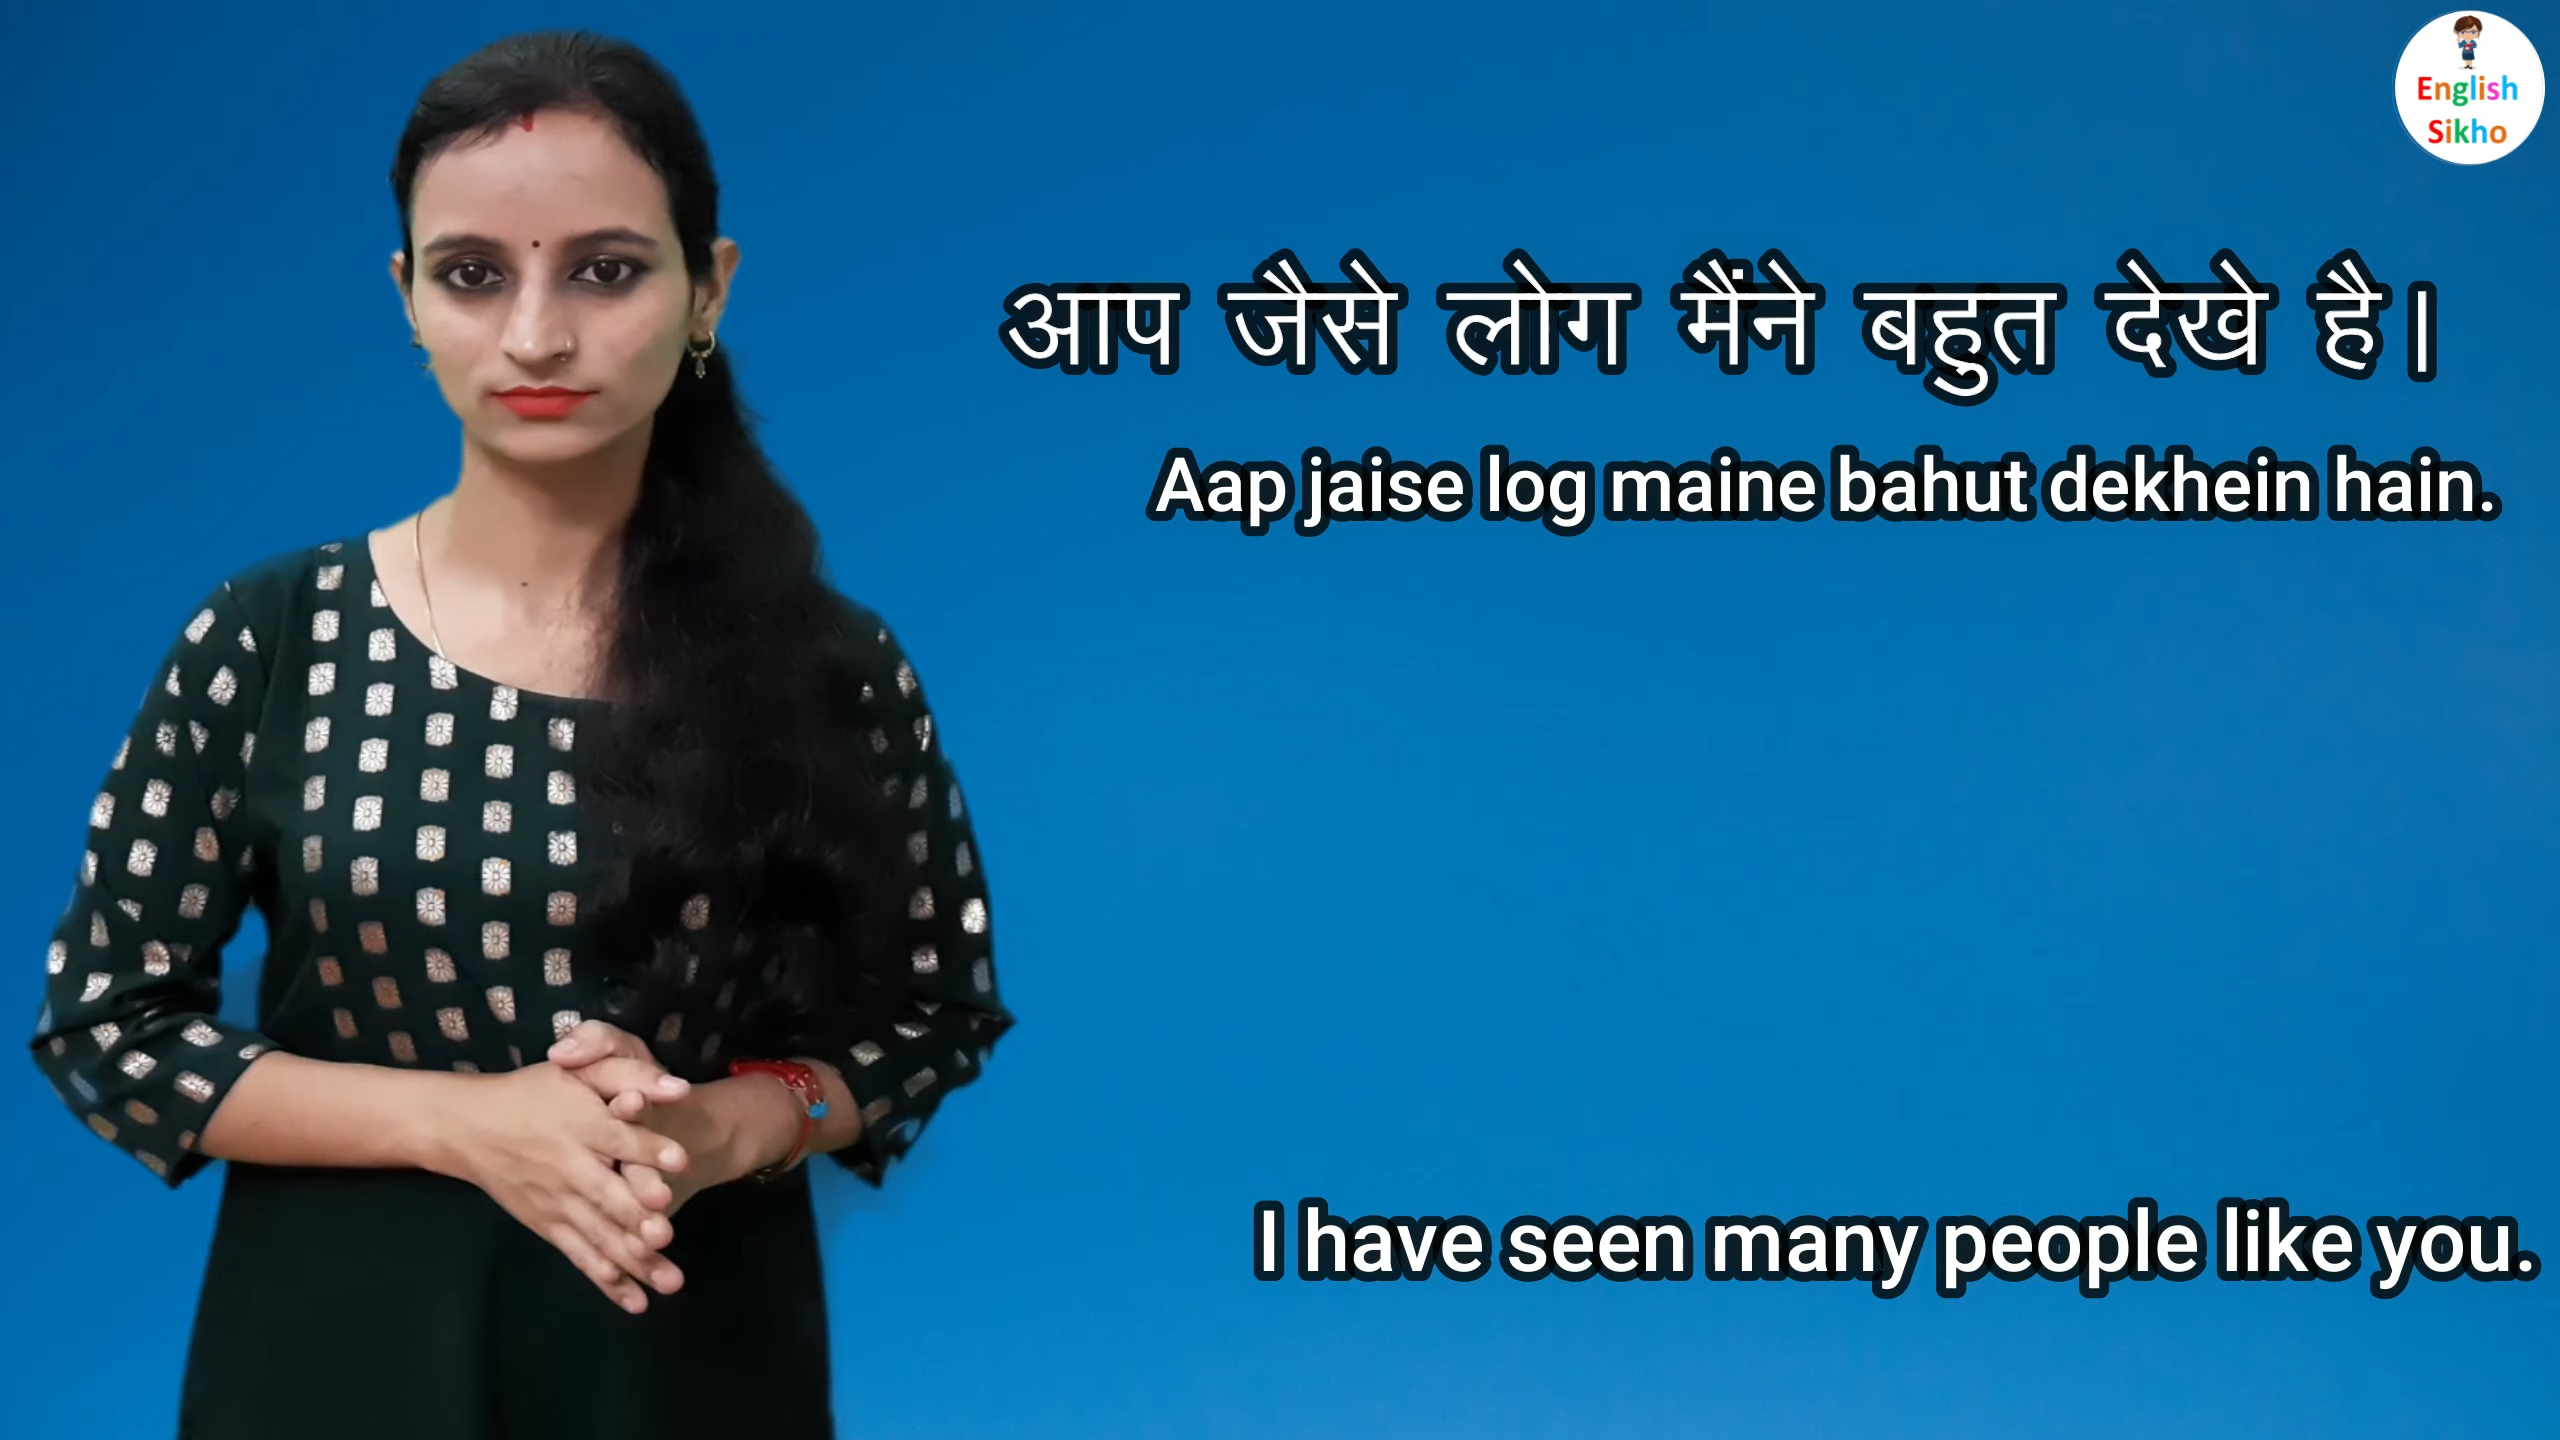 English
Sikho
आप जैसे लोग मैंने बहुत देखे है।
Aap jaise log maine bahut dekhein hain.
I have seen many people like you.